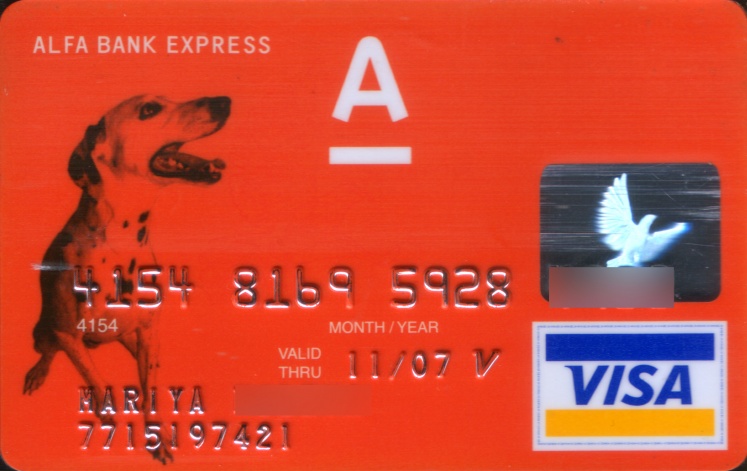 ALFA BANK EXPRESS
A
4154 8169 5928
4154
MONTH/YEAR
VALID THRU 11/07 V
VISA
MARIYA
7715197421